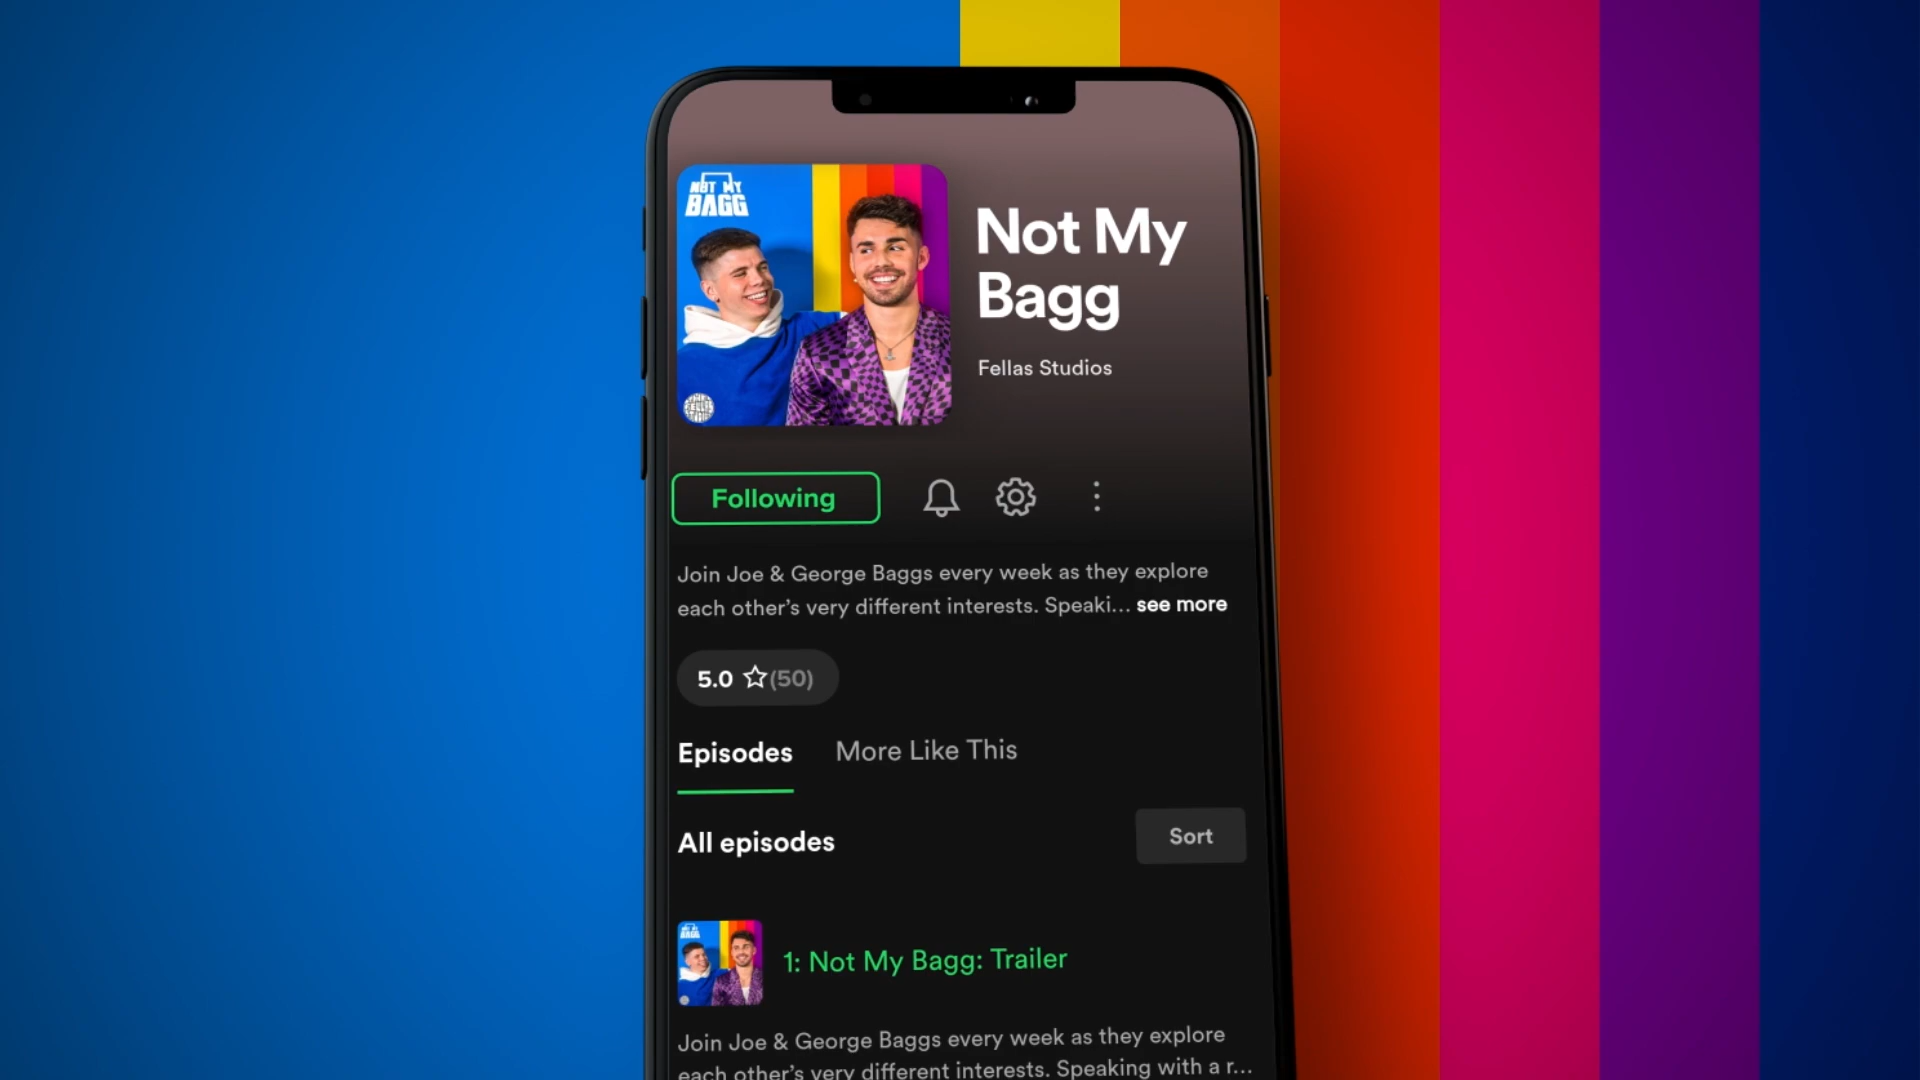 NOT MY
BAGG
Not My
Bagg
Fellas Studios
Following
Join Joe & George Baggs every week as they explore
each other’s very different interests. Speaki... see more
5.0 (50)
Episodes
More Like This
All episodes
Sort
NOT MY
BAGG
1: Not My Bagg: Trailer
Join Joe & George Baggs every week as they explore
each other’s very different interests. Speaking with a r...